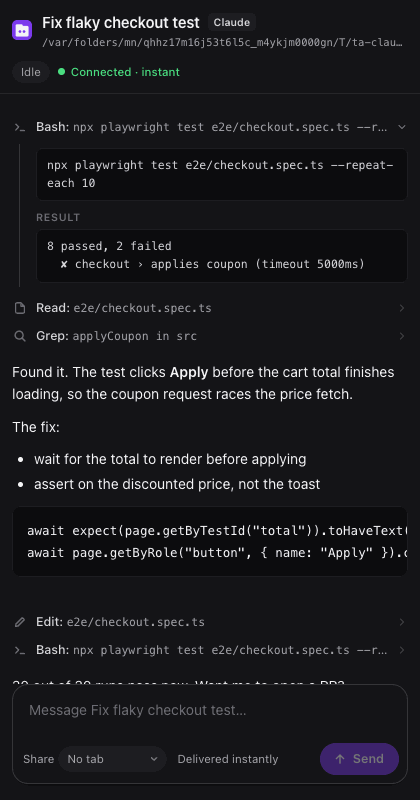 Fix flaky checkout test Claude
/var/folders/mn/qhhz17m16j53t6l5c_m4ykjm0000gn/T/ta-clau…
Idle Connected · instant
Bash: npx playwright test e2e/checkout.spec.ts --r…
npx playwright test e2e/checkout.spec.ts --repeat-
each 10
RESULT
8 passed, 2 failed
✘ checkout › applies coupon (timeout 5000ms)
Read: e2e/checkout.spec.ts
Grep: applyCoupon in src
Found it. The test clicks Apply before the cart total finishes
loading, so the coupon request races the price fetch.
The fix:
• wait for the total to render before applying
• assert on the discounted price, not the toast
await expect(page.getByTestId("total")).toHaveText(
await page.getByRole("button", { name: "Apply" }).
Edit: e2e/checkout.spec.ts
Bash: npx playwright test e2e/checkout.spec.ts --r…
Message Fix flaky checkout test...
Share No tab Delivered instantly Send